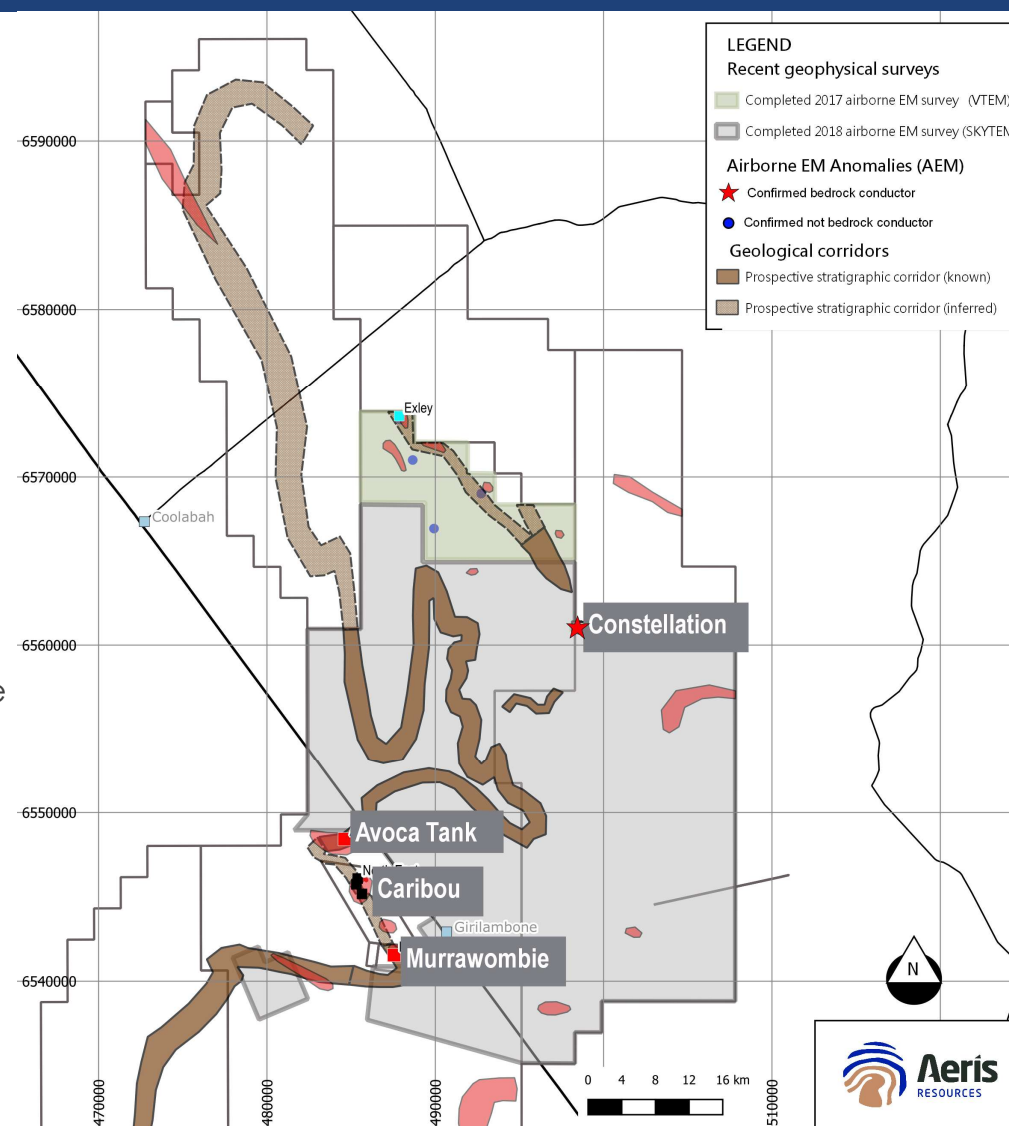 LEGEND
Recent geophysical surveys
Completed 2017 airborne EM survey (VTEM)
Completed 2018 airborne EM survey (SKYTEM
Airborne EM Anomalies (AEM)
Confirmed bedrock conductor
Confirmed not bedrock conductor
Geological corridors
Prospective stratigraphic corridor (known)
Prospective stratigraphic corridor (inferred)
6590000
6580000
Exley
6570000
Coolabah
Constellation
6560000
e
6550000
Avoca Tank
Caribou
Girilambone
Murrawombie
6540000
N
470000
480000
490000
510000
0 4 8 12 16 km
Aeris
RESOURCES